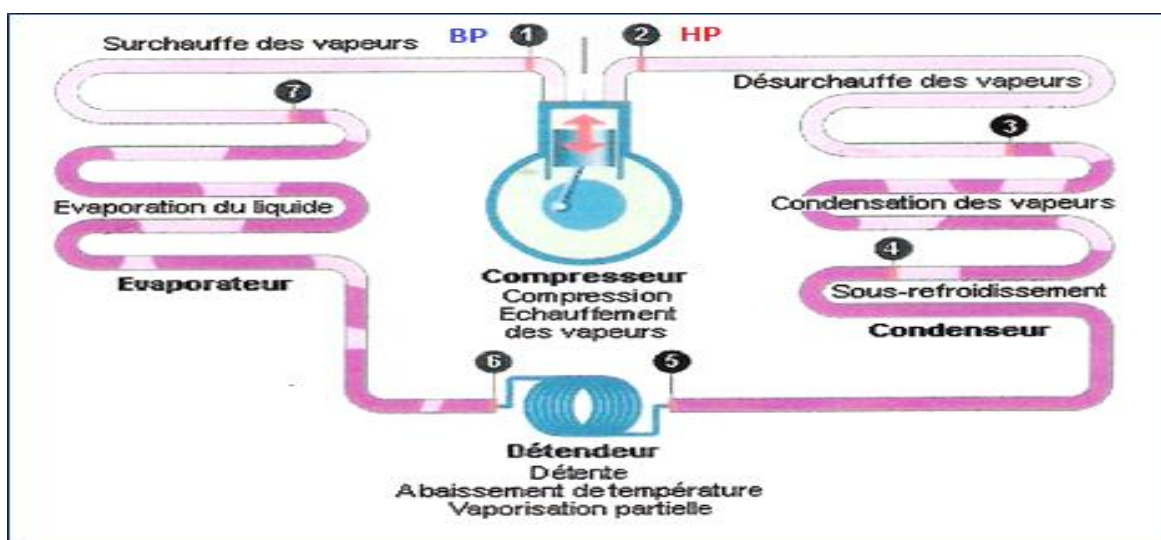 Surchauffe des vapeurs
BP
1
2
HP
Désurchauffe des vapeurs
7
3
Evaporation du liquide
Condensation des vapeurs
4
Evaporateur
Compresseur
Compression
Echauffement
des vapeurs
Sous-refroidissement
Condenseur
6
5
Détendeur
Détente
Abaissement de température
Vaporisation partielle